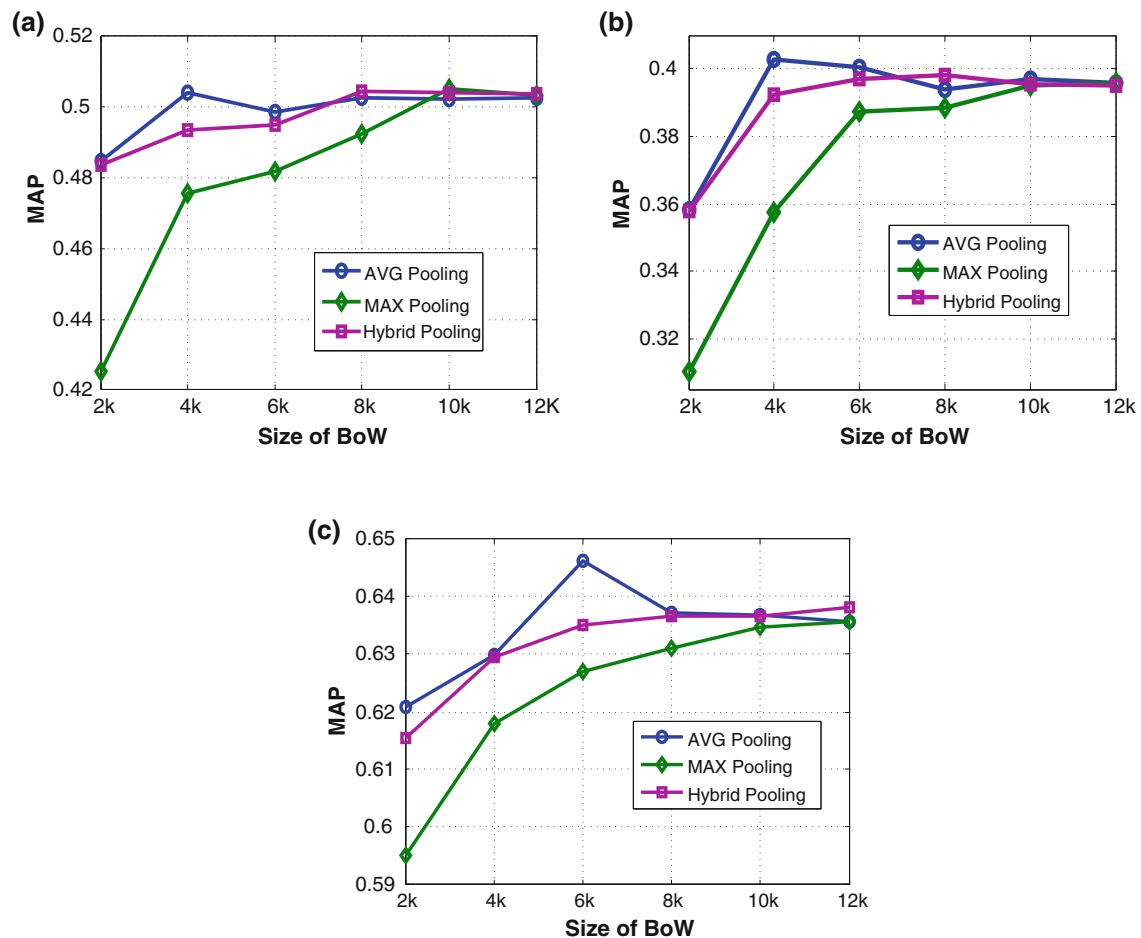 (a)
0.52
0.5
0.48
0.46
0.44
0.42
MAP
2k 4k 6k 8k 10k 12K
Size of BoW
AVG Pooling
MAX Pooling
Hybrid Pooling
(b)
0.4
0.38
0.36
0.34
0.32
MAP
2k 4k 6k 8k 10k 12k
Size of BoW
AVG Pooling
MAX Pooling
Hybrid Pooling
(c)
0.65
0.64
0.63
0.62
0.61
0.6
0.59
MAP
2k 4k 6k 8k 10k 12k
Size of BoW
AVG Pooling
MAX Pooling
Hybrid Pooling